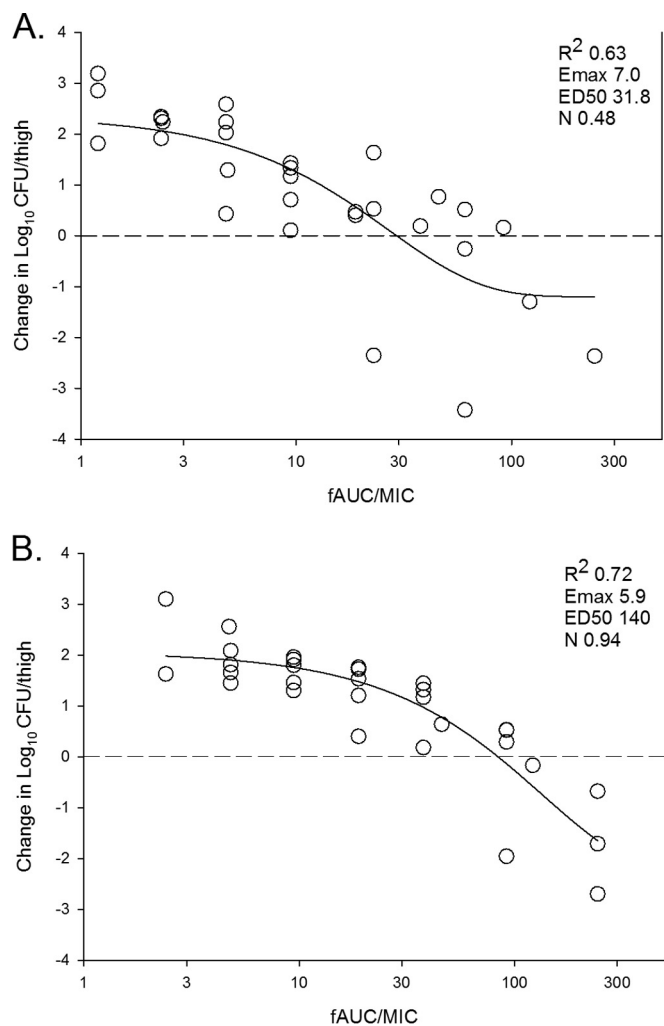 A.
R2 0.63
Emax 7.0
ED50 31.8
N 0.48
4
3
2
1
0
-1
-2
-3
-4
Change in Log10 CFU/thigh
1 3 10 30 100 300
fAUC/MIC
B.
R2 0.72
Emax 5.9
ED50 140
N 0.94
4
3
2
1
0
-1
-2
-3
-4
Change in Log10 CFU/thigh
1 3 10 30 100 300
fAUC/MIC